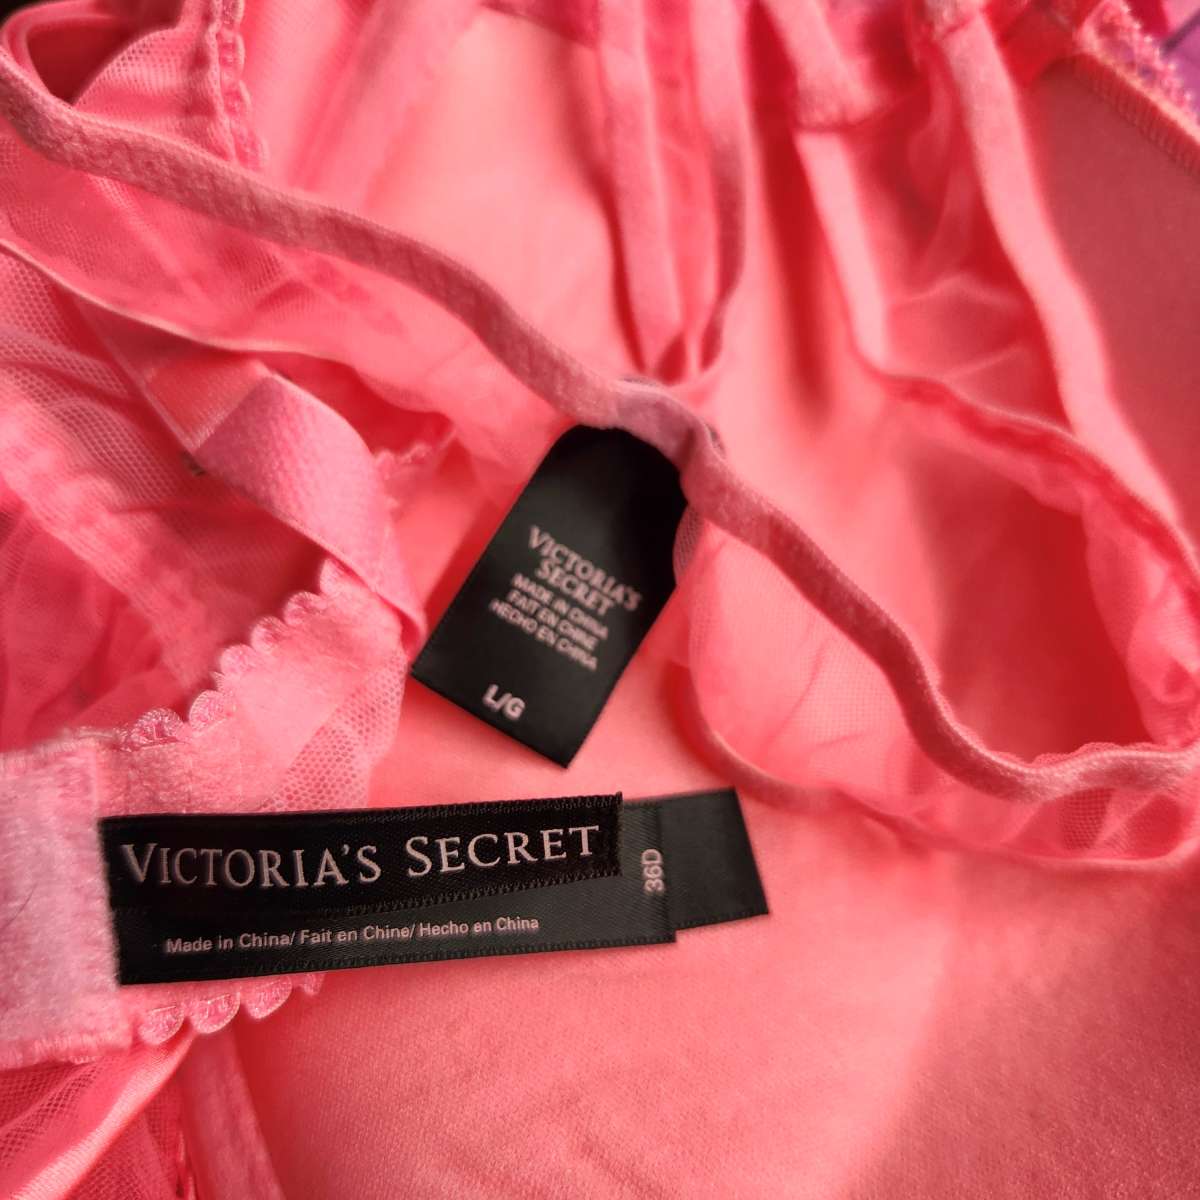 VICTORIA'S
SECRET
MADE IN CHINA
FAIT EN CHINE
HECHO EN CHINA
L/G
VICTORIA'S SECRET
36D
Made in China/ Fait en Chine/ Hecho en China